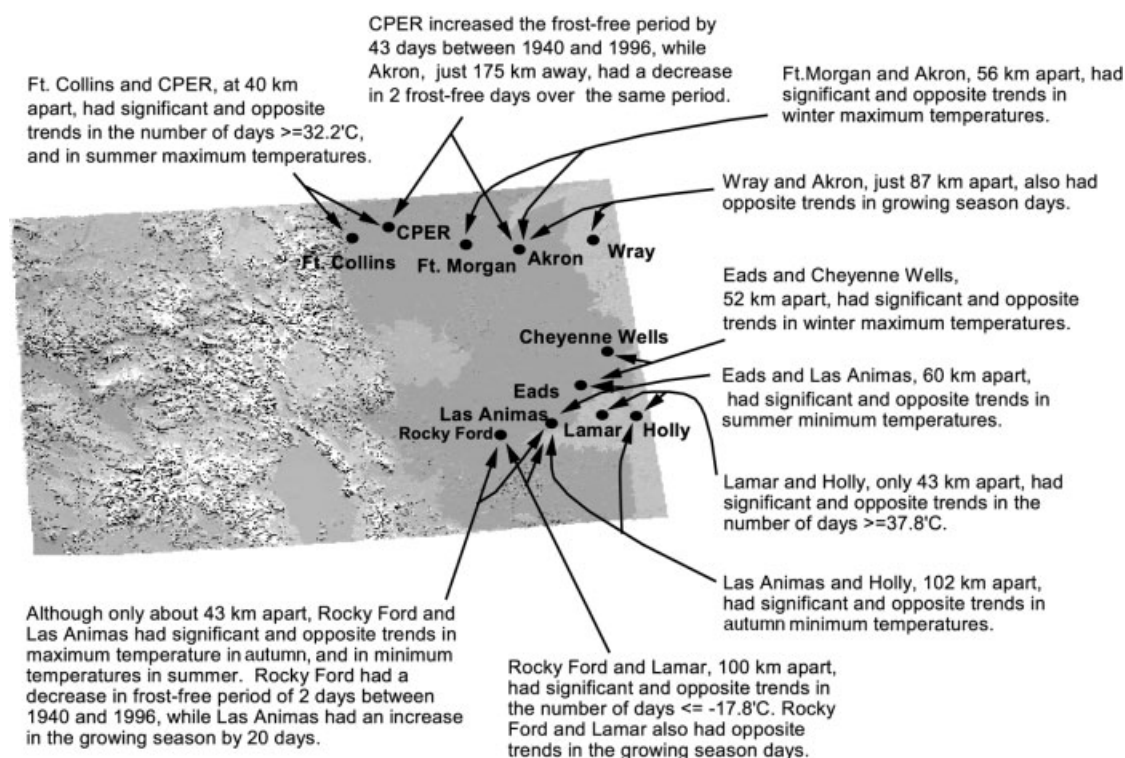 CPER increased the frost-free period by
43 days between 1940 and 1996, while
Akron, just 175 km away, had a decrease
in 2 frost-free days over the same period.
Ft. Collins and CPER, at 40 km
apart, had significant and opposite
trends in the number of days >=32.2'C,
and in summer maximum temperatures.
Ft.Morgan and Akron, 56 km apart, had
significant and opposite trends in
winter maximum temperatures.
Wray and Akron, just 87 km apart, also had
opposite trends in growing season days.
CPER
Ft. Collins
Ft. Morgan
Akron
Wray
Eads and Cheyenne Wells,
52 km apart, had significant and opposite
trends in winter maximum temperatures.
Cheyenne Wells
Eads
Las Animas
Rocky Ford
Lamar
Holly
Eads and Las Animas, 60 km apart,
had significant and opposite trends in
summer minimum temperatures.
Lamar and Holly, only 43 km apart, had
significant and opposite trends in the
number of days >=37.8'C.
Las Animas and Holly, 102 km apart,
had significant and opposite trends in
autumn minimum temperatures.
Although only about 43 km apart, Rocky Ford and
Las Animas had significant and opposite trends in
maximum temperature in autumn, and in minimum
temperatures in summer. Rocky Ford had a
decrease in frost-free period of 2 days between
1940 and 1996, while Las Animas had an increase
in the growing season by 20 days.
Rocky Ford and Lamar, 100 km apart,
had significant and opposite trends in
the number of days <= -17.8'C. Rocky
Ford and Lamar also had opposite
trends in the growing season days.